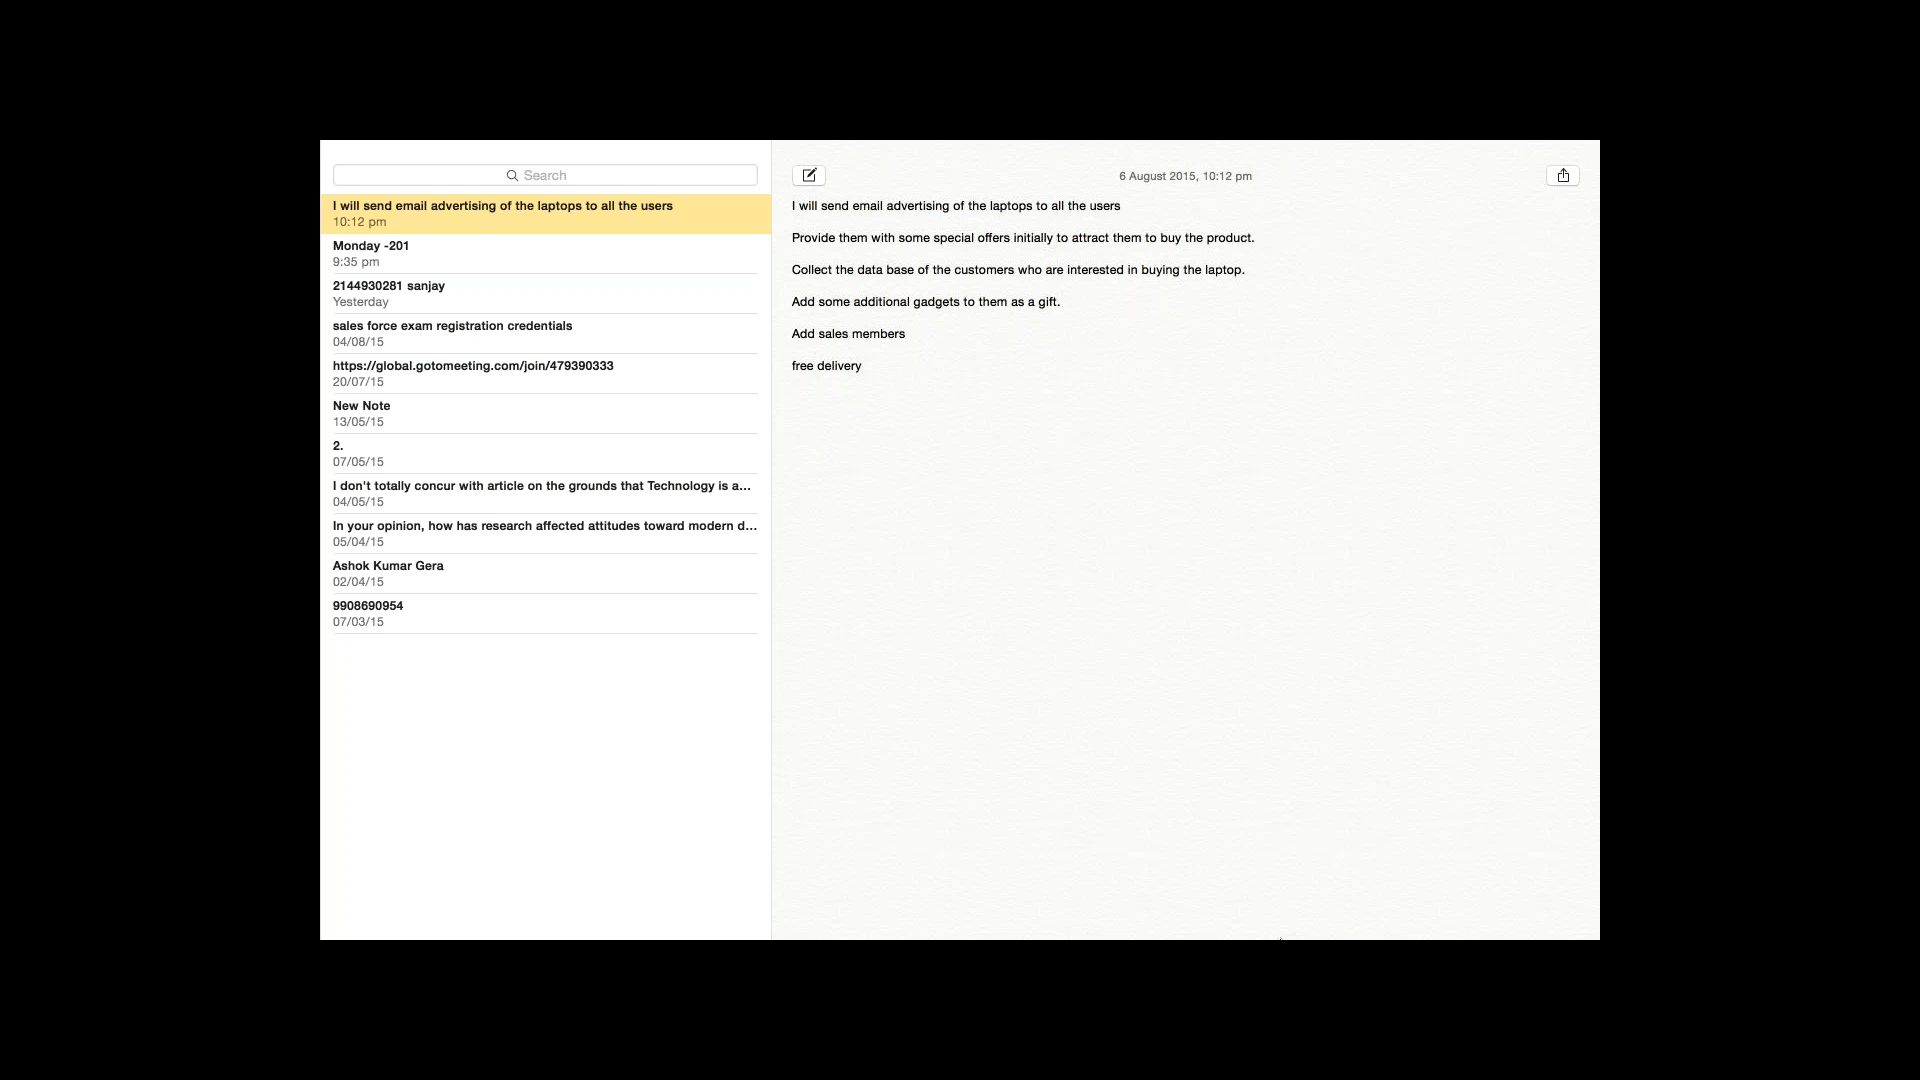 Search
I will send email advertising of the laptops to all the users
10:12 pm
Monday -201
9:35 pm
2144930281 sanjay
Yesterday
sales force exam registration credentials
04/08/15
https://global.gotomeeting.com/join/479390333
20/07/15
New Note
13/05/15
2.
07/05/15
I don't totally concur with article on the grounds that Technology is a...
04/05/15
In your opinion, how has research affected attitudes toward modern d...
05/04/15
Ashok Kumar Gera
02/04/15
9908690954
07/03/15
6 August 2015, 10:12 pm
I will send email advertising of the laptops to all the users
Provide them with some special offers initially to attract them to buy the product.
Collect the data base of the customers who are interested in buying the laptop.
Add some additional gadgets to them as a gift.
Add sales members
free delivery